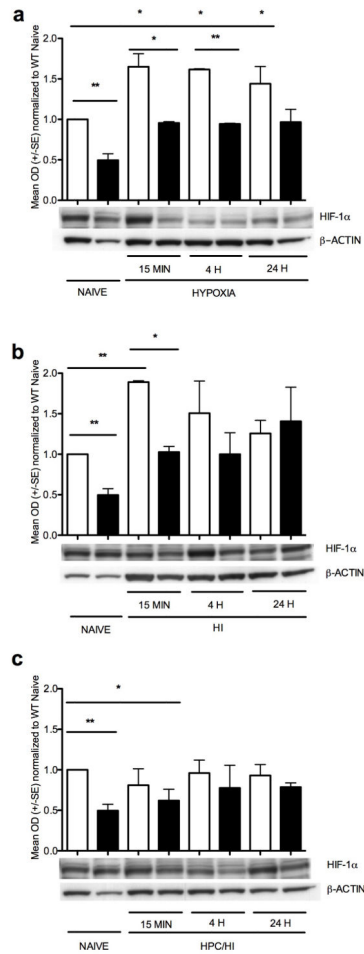 a
* * *
* **
**
Mean OD (+/-SE) normalized to WT Naive
2.0
1.5
1.0
0.5
0.0
HIF-1α
β-ACTIN
15 MIN 4 H 24 H
NAIVE HYPOXIA
b
*
**
**
Mean OD (+/-SE) normalized to WT Naive
2.0
1.5
1.0
0.5
0.0
HIF-1α
β-ACTIN
15 MIN 4 H 24 H
NAIVE HI
c
*
**
Mean OD (+/-SE) normalized to WT Naive
2.0
1.5
1.0
0.5
0.0
HIF-1α
β-ACTIN
15 MIN 4 H 24 H
NAIVE HPC/HI